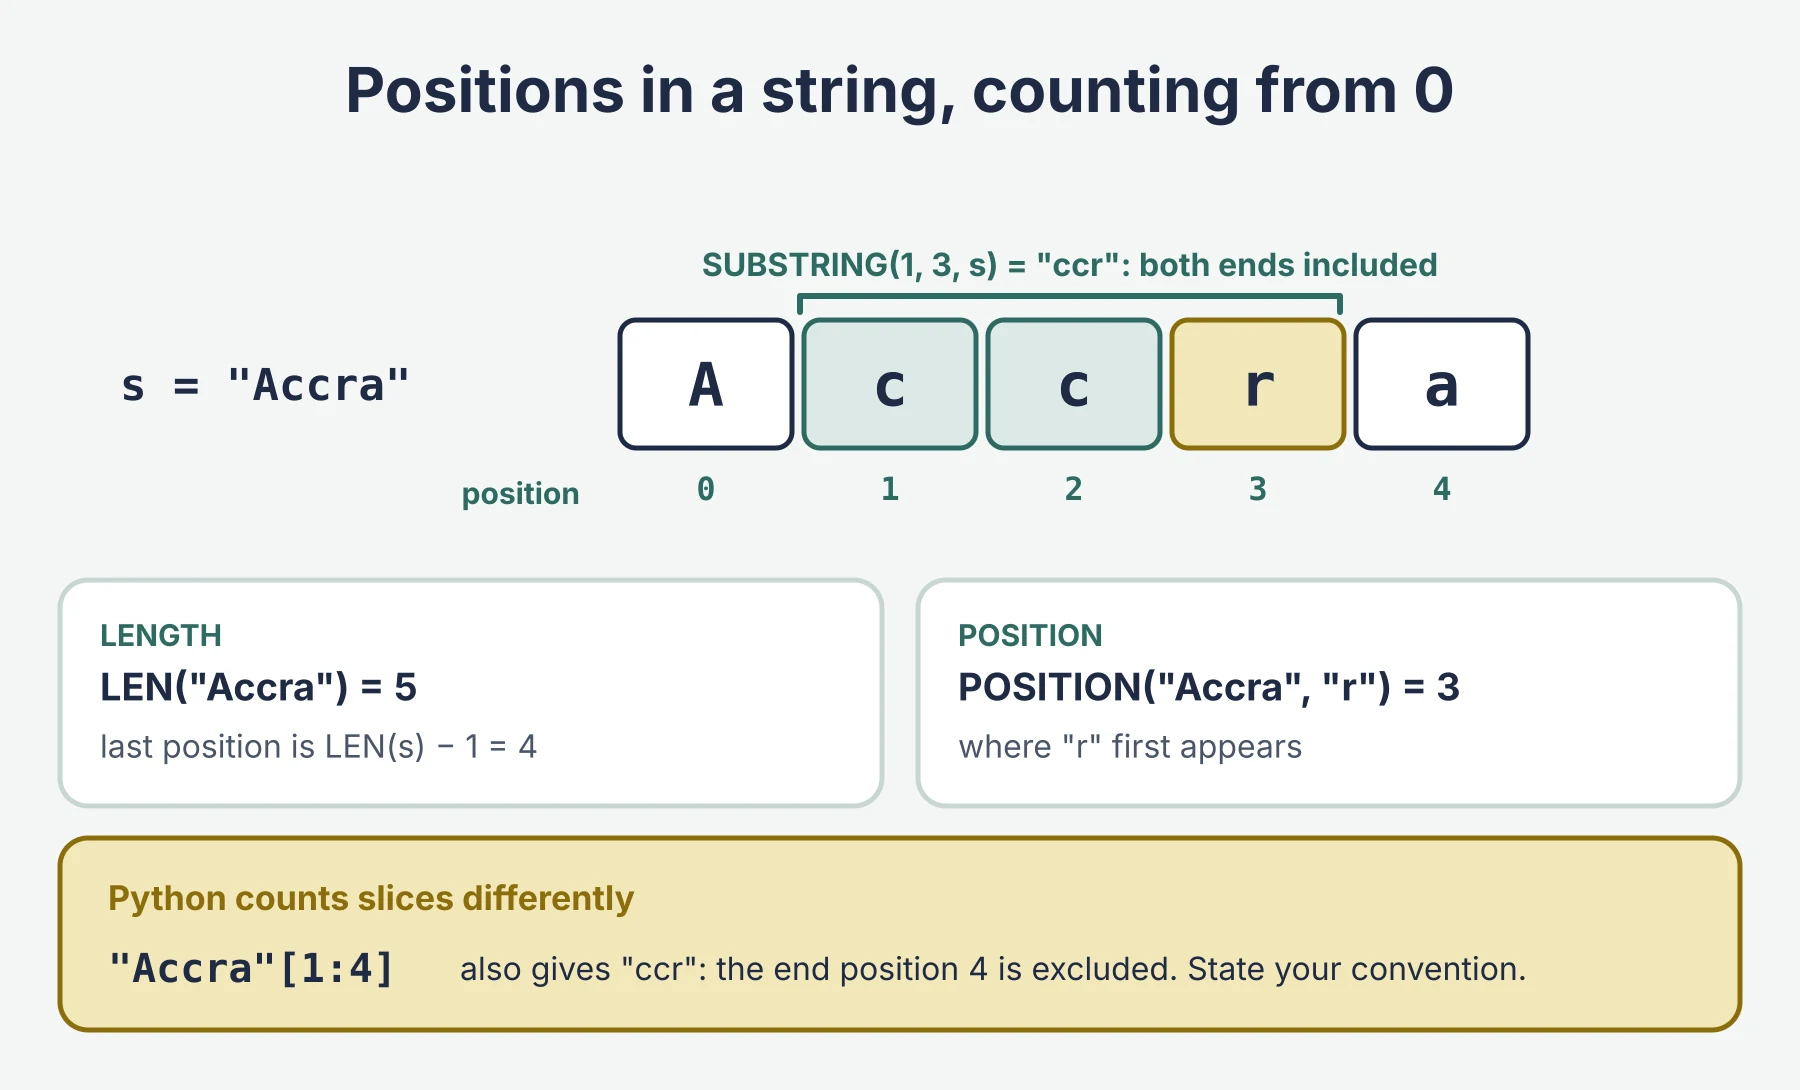 Positions in a string, counting from 0
SUBSTRING(1, 3, s) = "ccr": both ends included
s = "Accra"
A c c r a
position 0 1 2 3 4
LENGTH
LEN("Accra") = 5
last position is LEN(s) − 1 = 4
POSITION
POSITION("Accra", "r") = 3
where "r" first appears
Python counts slices differently
"Accra"[1:4] also gives "ccr": the end position 4 is excluded. State your convention.